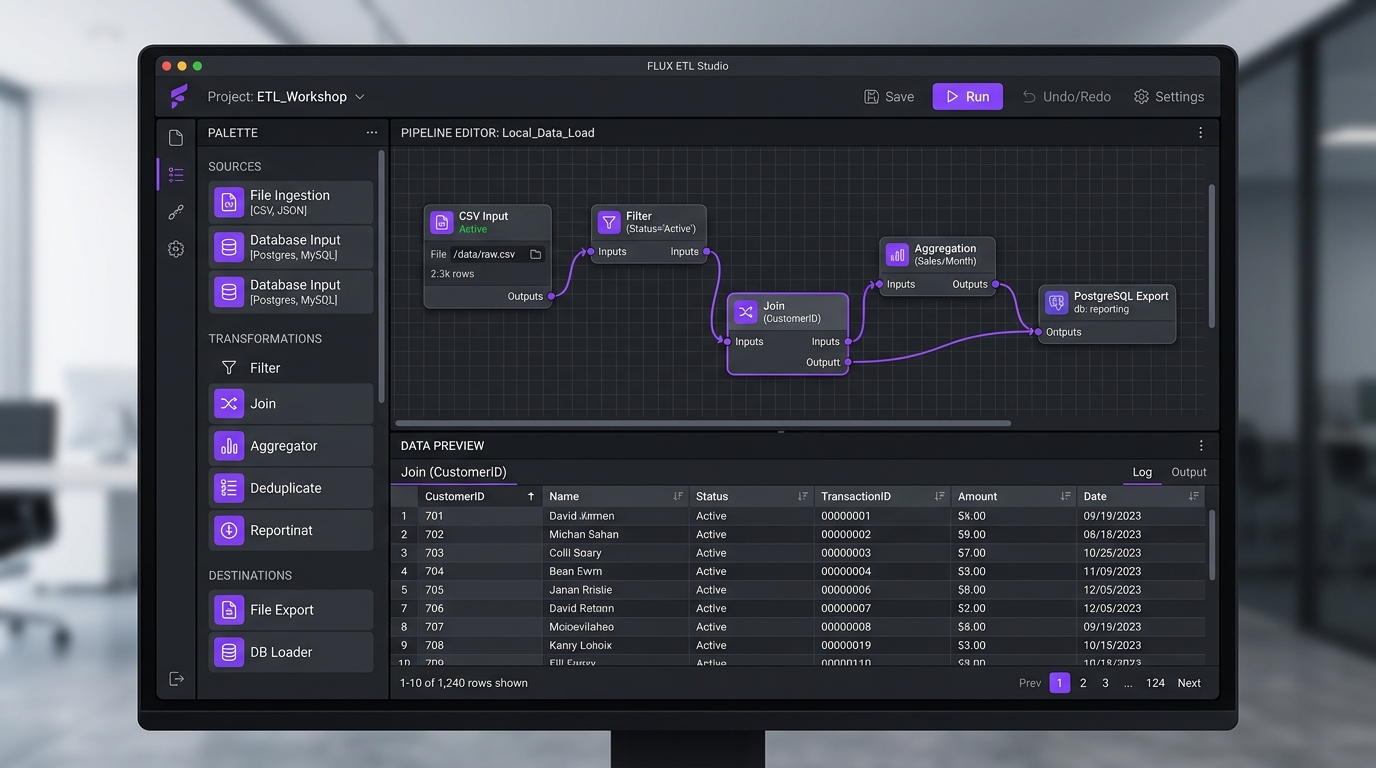 FLUX ETL Studio
Project: ETL_Workshop
Save
Run
Undo/Redo
Settings
PALETTE
SOURCES
File Ingestion
[CSV, JSON]
Database Input
[Postgres, MySQL]
Database Input
[Postgres, MySQL]
TRANSFORMATIONS
Filter
Join
Aggregator
Deduplicate
Reportinat
DESTINATIONS
File Export
DB Loader
PIPELINE EDITOR: Local_Data_Load
CSV Input
Active
File /data/raw.csv
2.3k rows
Outputs
Filter
(Status='Active')
Inputs Inputs
Join
(CustomerID)
Inputs Inputs
Outputt
Aggregation
(Sales/Month)
Inputs Outputs
PostgreSQL Export
db: reporting
Ontputs
DATA PREVIEW
Join (CustomerID)
Log Output
CustomerID Name Status TransactionID Amount Date
1 701 David Active 00000001 09/19/2023
2 702 Michan Sahan Active 00000002 $9.00 08/18/2023
3 703 Colll Active 00000003 $7.00 10/25/2023
4 704 Bean Active 00000004 $3.00 11/09/2023
5 705 Janan Active 00000006 $8.00 12/05/2023
7 706 David Active 00000007 $2.00 12/05/2023
8 707 Active 00000008 $8.00 09/19/2023
9 708 Kanry Active 00000019 $3.00 10/15/2023
10 709 Active
1-10 of 1,240 rows shown
Prev 1 2 3 ... 124 Next